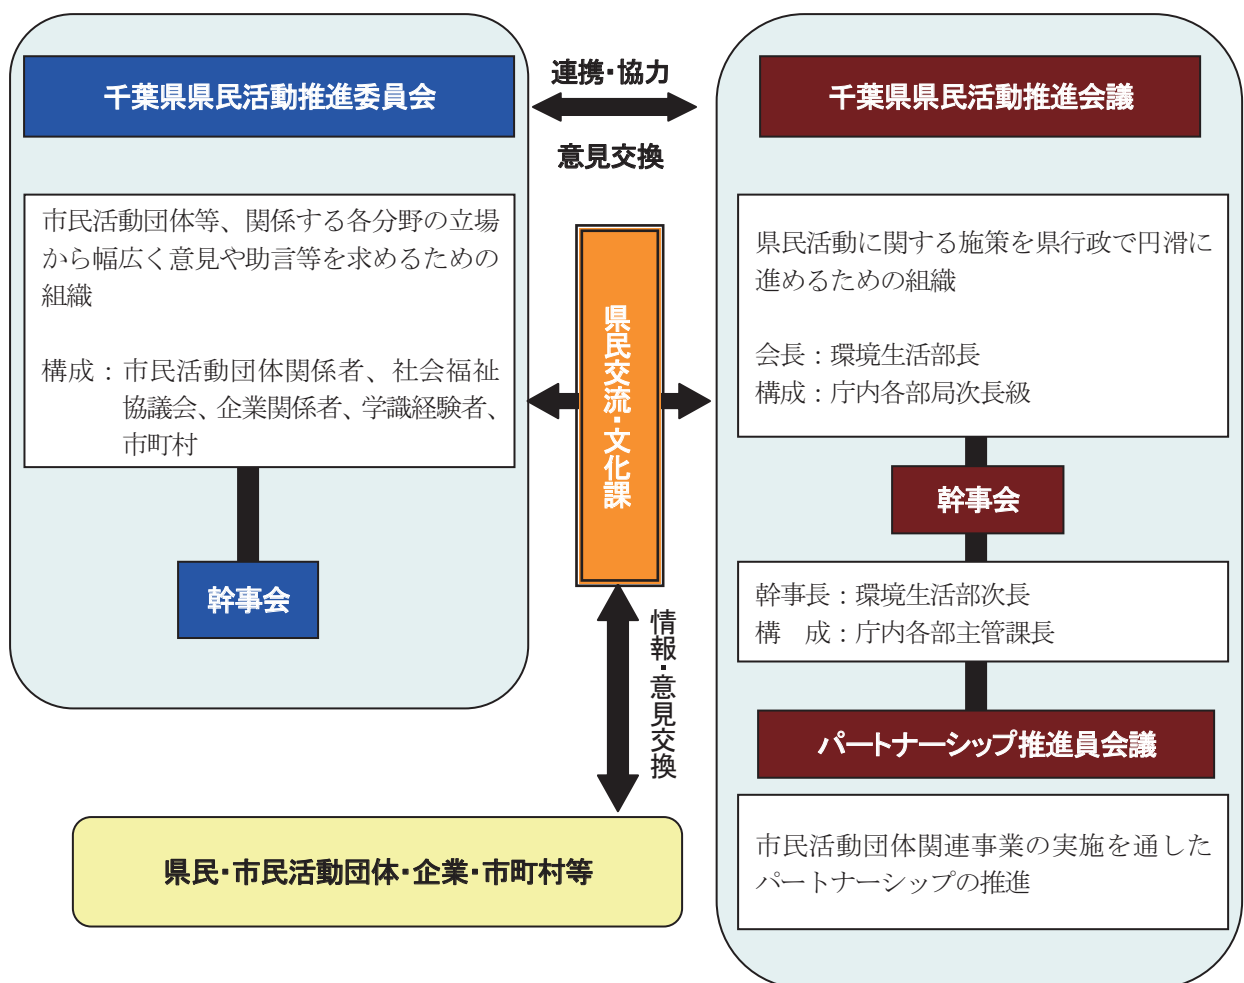 千葉県県民活動推進委員会
市民活動団体等、関係する各分野の立場
から幅広く意見や助言等を求めるための
組織
構成：市民活動団体関係者、社会福祉
協議会、企業関係者、学識経験者、
市町村
幹事会
連携・協力
意見交換
県民交流・文化課
情報・意見交換
県民・市民活動団体・企業・市町村等
千葉県県民活動推進会議
県民活動に関する施策を県行政で円滑に
進めるための組織
会長：環境生活部長
構成：庁内各部局次長級
幹事会
幹事長：環境生活部次長
構　成：庁内各部主管課長
パートナーシップ推進員会議
市民活動団体関連事業の実施を通した
パートナーシップの推進